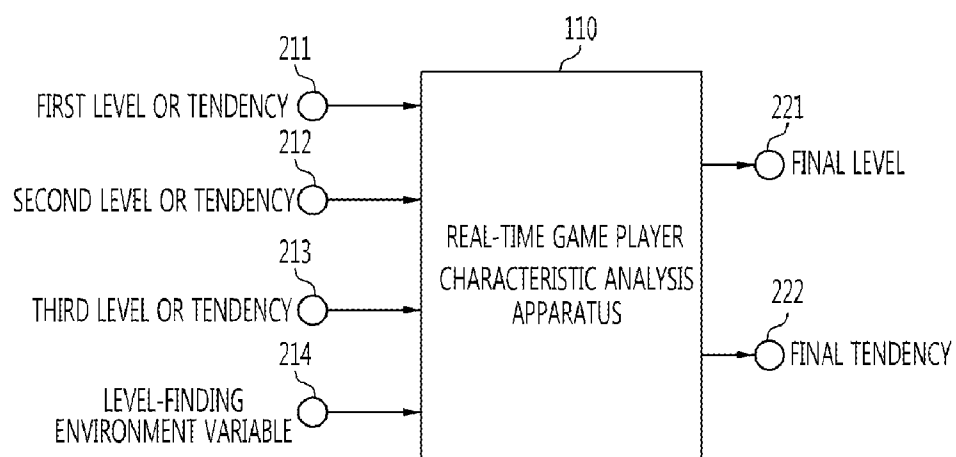 110
211
FIRST LEVEL OR TENDENCY
212
SECOND LEVEL OR TENDENCY
213
THIRD LEVEL OR TENDENCY
214
LEVEL-FINDING
ENVIRONMENT VARIABLE
REAL-TIME GAME PLAYER
CHARACTERISTIC ANALYSIS
APPARATUS
221
FINAL LEVEL
222
FINAL TENDENCY